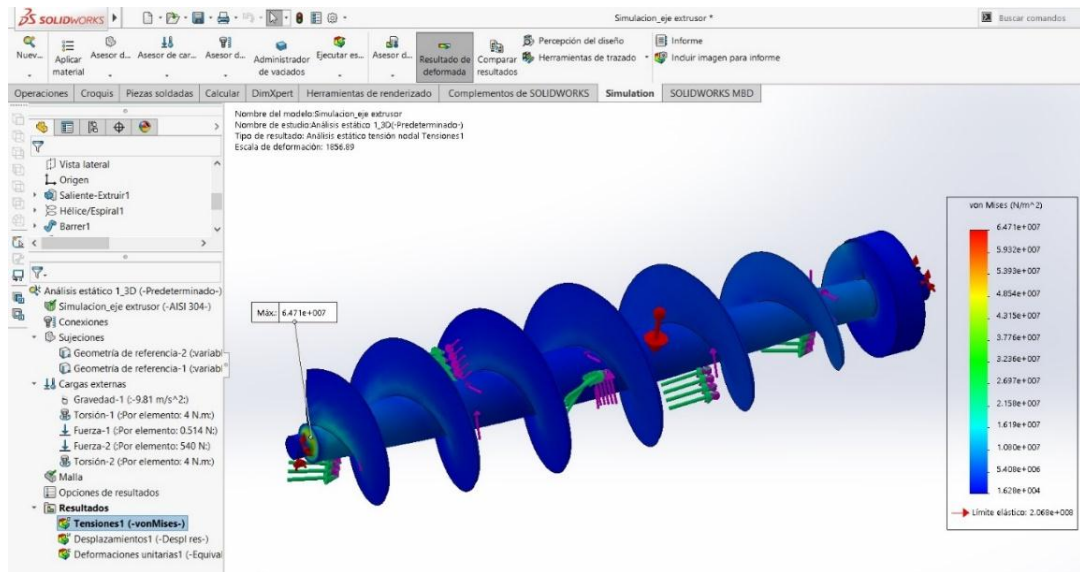 SOLIDWORKS
Simulacion_eje extrusor *
Buscar comandos
Nuev...
Aplicar material
Asesor d...
Asesor de car...
Asesor d...
Administrador de vaciados
Ejecutar es...
Asesor d...
Resultado de deformada
Comparar resultados
Percepción del diseño
Herramientas de trazado
Informe
Incluir imagen para informe
Operaciones Croquis Piezas soldadas Calcular DimXpert Herramientas de renderizado Complementos de SOLIDWORKS Simulation SOLIDWORKS MBD
Nombre del modelo:Simulacion_eje extrusor
Nombre de estudio:Análisis estático 1_3D(-Predeterminado-)
Tipo de resultado: Análisis estático tensión nodal Tensiones1
Escala de deformación: 1856.89
Vista lateral
Origen
Saliente-Extruir1
Hélice/Espiral1
Barrer1
Análisis estático 1_3D (-Predeterminado-)
Simulacion_eje extrusor (-AISI 304-)
Conexiones
Sujeciones
Geometría de referencia-2 (:variabl
Geometría de referencia-1 (:variabl
Cargas externas
Gravedad-1 (:-9.81 m/s^2:)
Torsión-1 (:Por elemento: 4 N.m:)
Fuerza-1 (:Por elemento: 0.514 N:)
Fuerza-2 (:Por elemento: 540 N:)
Torsión-2 (:Por elemento: 4 N.m:)
Malla
Opciones de resultados
Resultados
Tensiones1 (-vonMises-)
Desplazamientos1 (-Despl res-)
Deformaciones unitarias1 (-Equival
Máx.: 6.471e+007
von Mises (N/m^2)
6.471e+007
5.932e+007
5.393e+007
4.854e+007
4.315e+007
3.776e+007
3.236e+007
2.697e+007
2.158e+007
1.619e+007
1.080e+007
5.408e+006
1.620e+004
Límite elástico: 2.068e+008